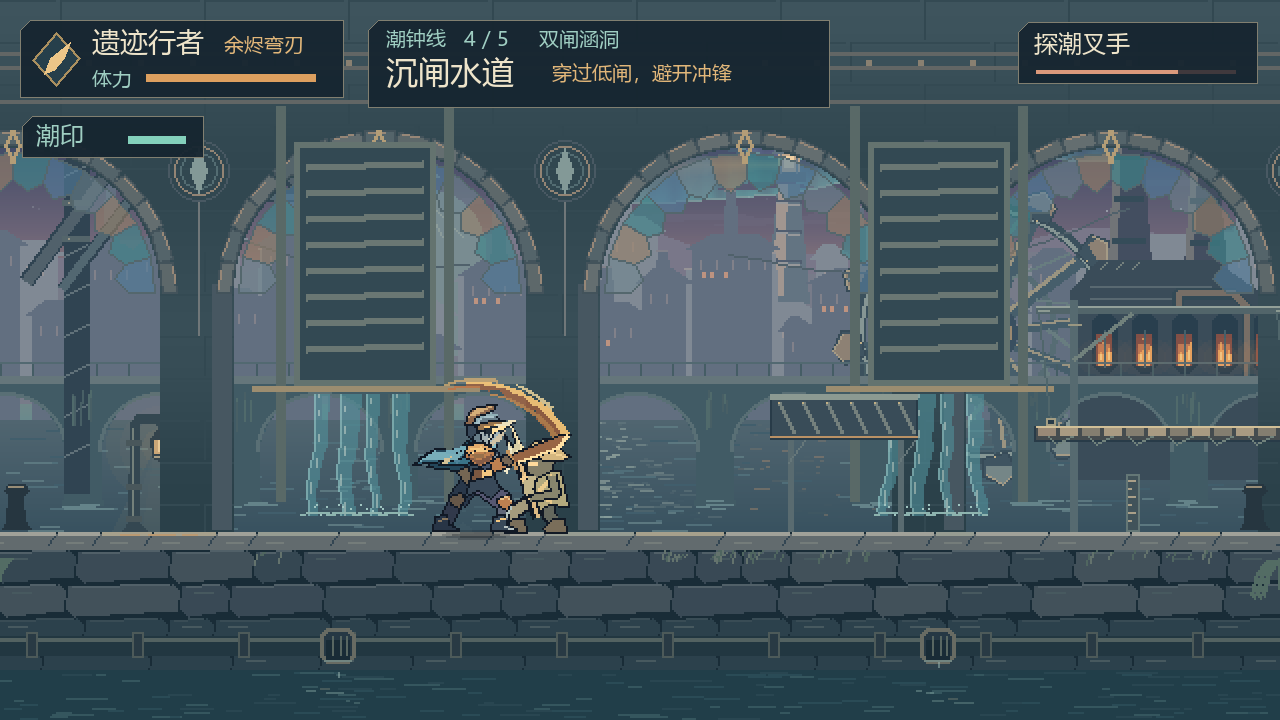 遗迹行者 余烬弯刃
体力
潮印
潮钟线 4 / 5 双闸涵洞
沉闸水道 穿过低闸，避开冲锋
探潮叉手